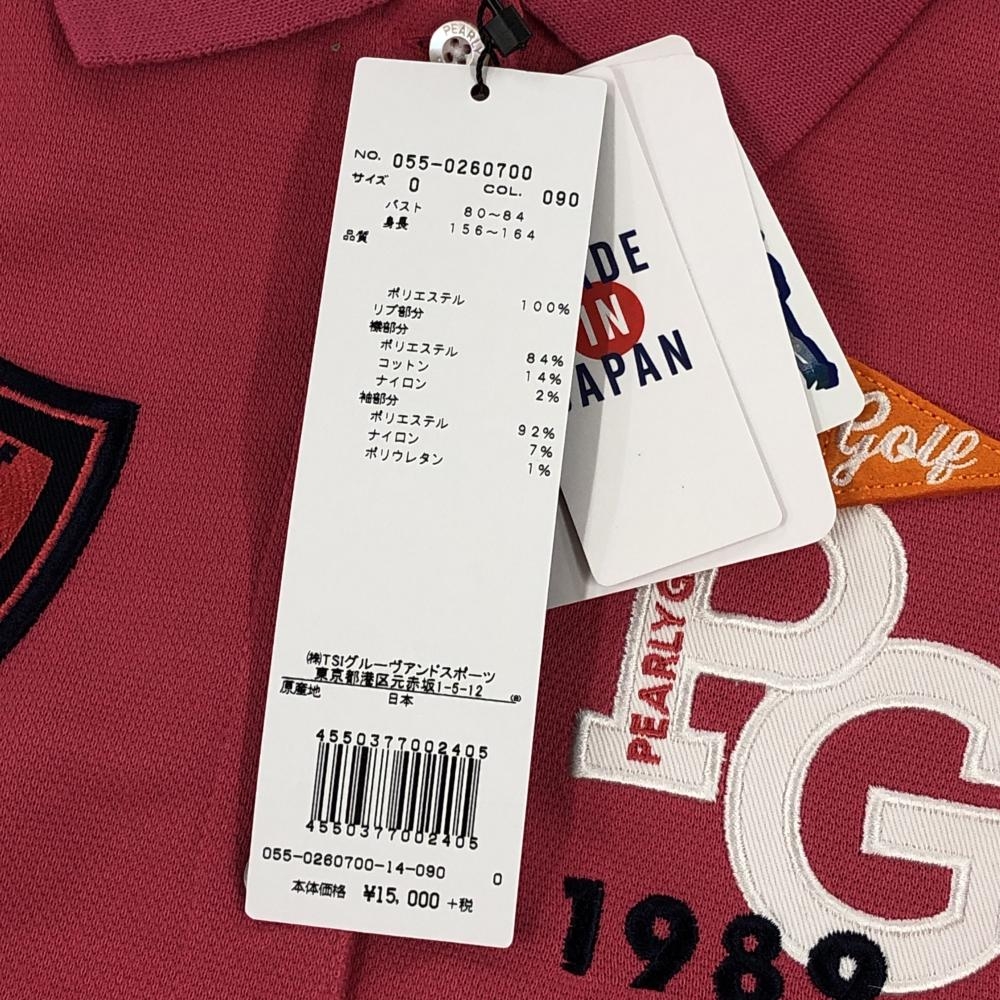 PEARLY
NO. 055-0260700
サイズ 0 COL. 090
バスト 80~84
身長 156~164
品質
ポリエステル 100%
リブ部分
襟部分
ポリエステル 84%
コットン 14%
ナイロン 2%
袖部分
ポリエステル 92%
ナイロン 7%
ポリウレタン 1%
㈱TSIグルーヴアンドスポーツ
東京都港区元赤坂1-5-12
原産地 日本
4550377002405
4550377002405
055-0260700-14-090 0
本体価格 ¥15,000 +税
ADE
IN
JAPAN
Golf
PG
PEARLYG
1989